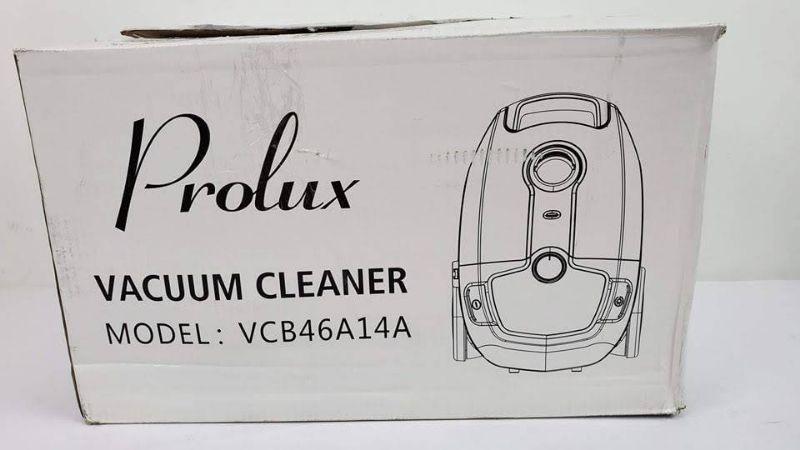 Prolux
VACUUM CLEANER
MODEL: VCB46A14A